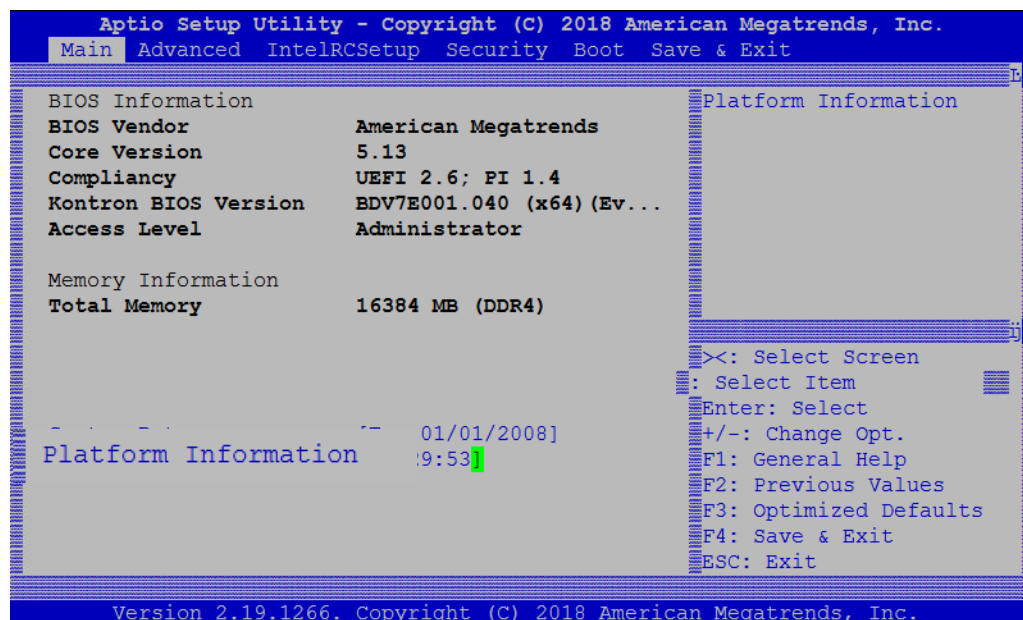 Aptio Setup Utility - Copyright (C) 2018 American Megatrends, Inc.
Main Advanced IntelRCSetup Security Boot Save & Exit
BIOS Information
BIOS Vendor American Megatrends
Core Version 5.13
Compliancy UEFI 2.6; PI 1.4
Kontron BIOS Version BDV7E001.040 (x64)(Ev...
Access Level Administrator
Memory Information
Total Memory 16384 MB (DDR4)
01/01/2008]
Platform Information :9:53]
Platform Information
><: Select Screen
: Select Item
Enter: Select
+/-: Change Opt.
F1: General Help
F2: Previous Values
F3: Optimized Defaults
F4: Save & Exit
ESC: Exit
Version 2.19.1266. Copyright (C) 2018 American Megatrends, Inc.